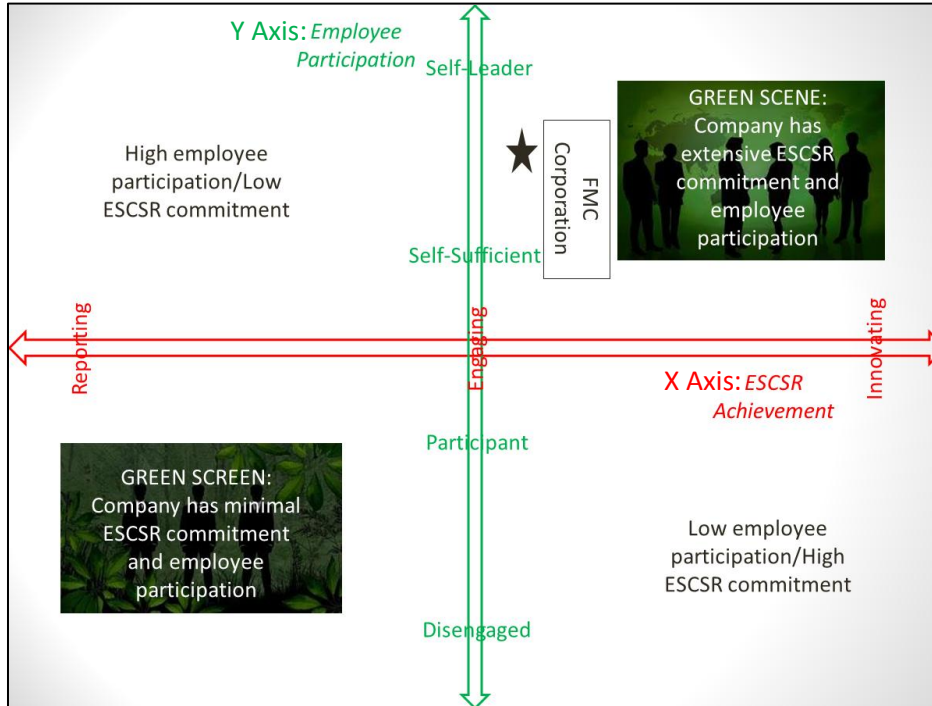 Y Axis: Employee
Participation
Self-Leader
High employee
participation/Low
ESCSR commitment
FMC
Corporation
GREEN SCENE:
Company has
extensive ESCSR
commitment and
employee
participation
Self-Sufficient
Reporting
Engaging
Innovating
X Axis: ESCSR
Achievement
Participant
GREEN SCREEN:
Company has minimal
ESCSR commitment
and employee
participation
Low employee
participation/High
ESCSR commitment
Disengaged